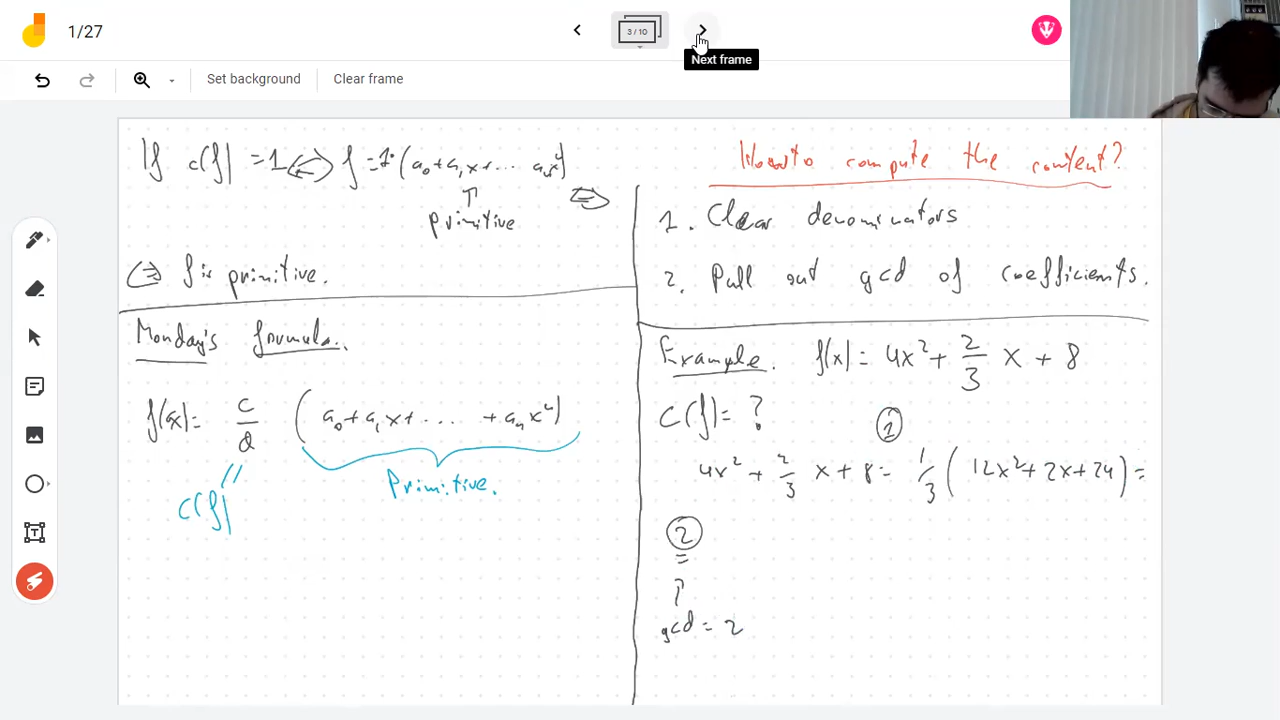 1/27
3 / 10
Next frame
Set background
Clear frame
If c(f) = 1 <=> f = 1·(a₀+a₁x+... aₙxⁿ)
↑
primitive
<=>
<=> f is primitive.
Monday's formula.
f(x) = c/d (a₀+a₁x+.... +aₙxⁿ)
c(f)
Primitive.
How to compute the content?
1. Clear denominators
2. Pull out gcd of coefficients.
Example. f(x) = 4x² + 2/3 x + 8
C(f) = ?
①
4x² + 2/3 x + 8 = 1/3 (12x² + 2x + 24) =
②
=
↑
gcd = 2